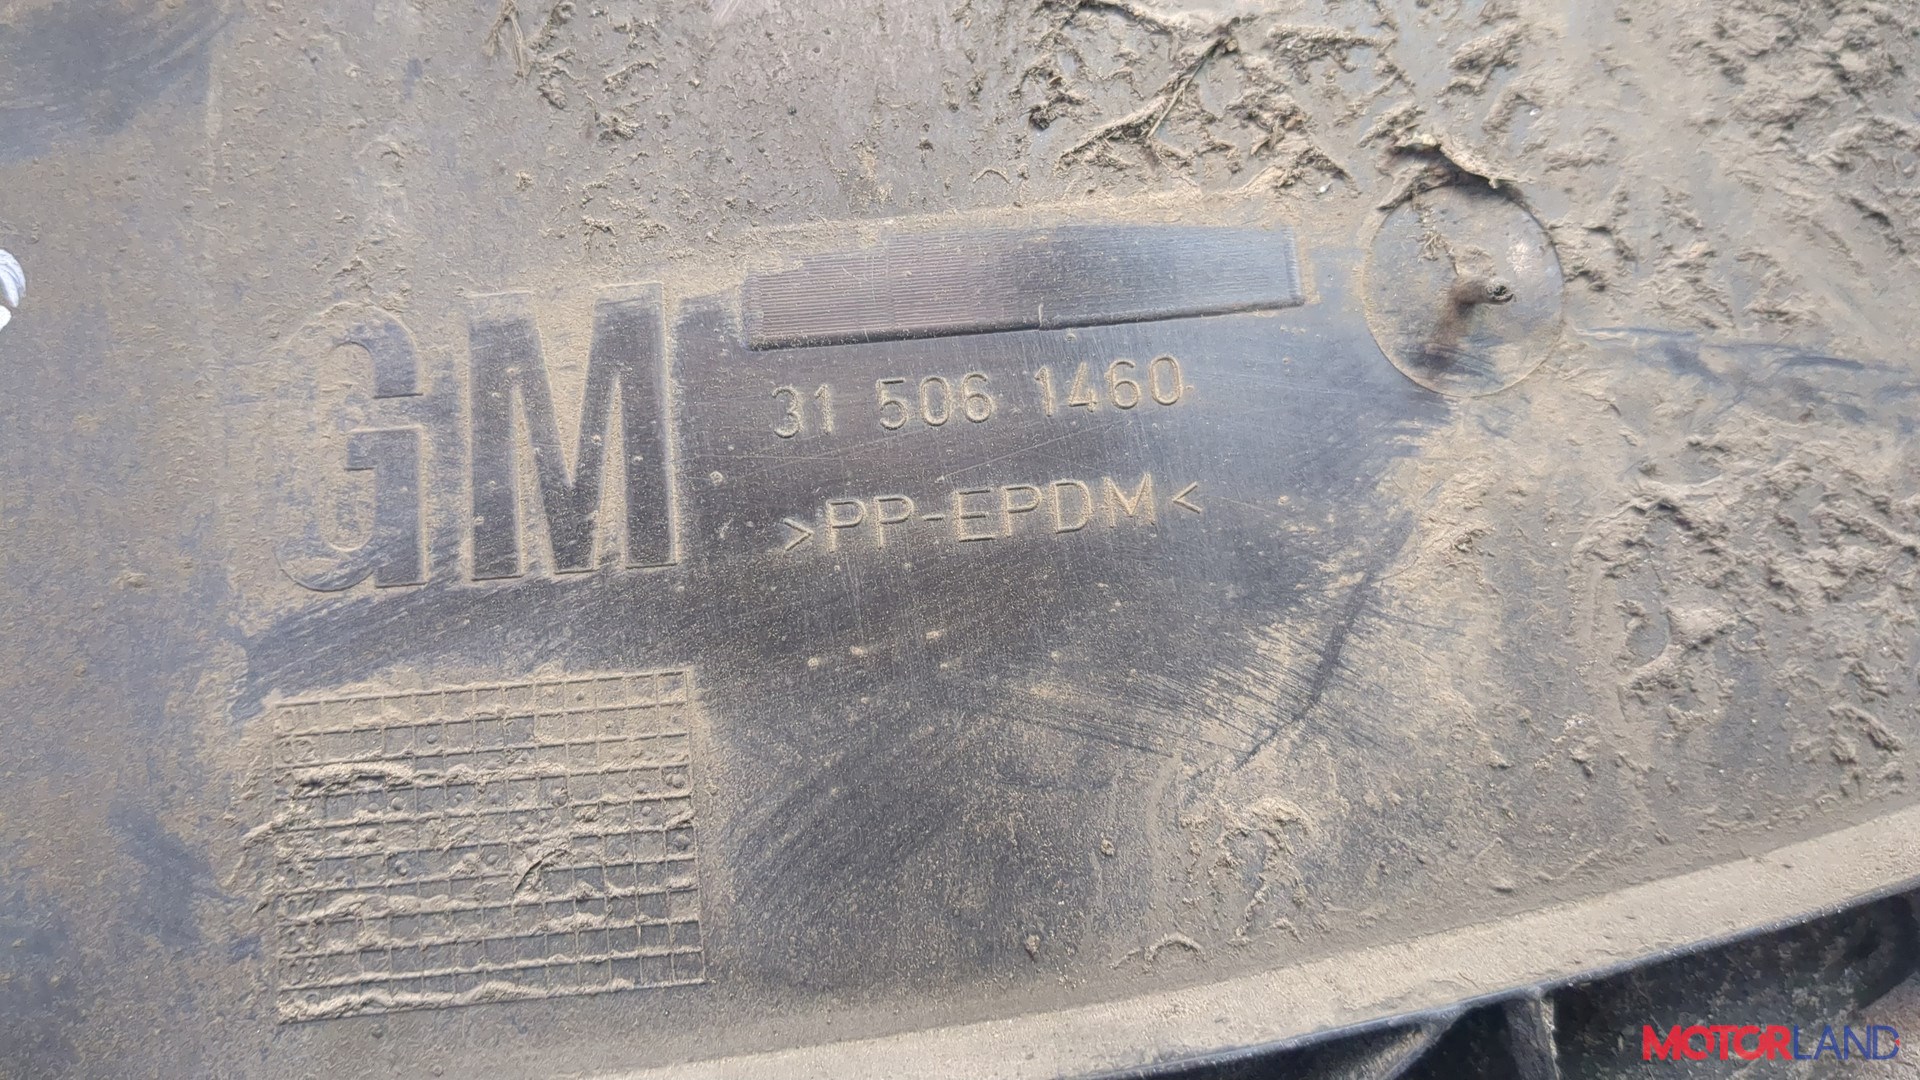 GM
31 506 1460
>PP-EPDM<
MOTORLAND